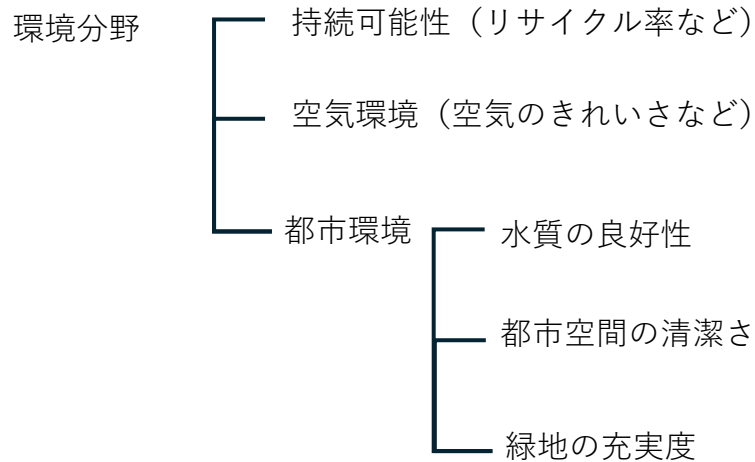 環境分野
持続可能性（リサイクル率など）
空気環境（空気のきれいさなど）
都市環境
水質の良好性
都市空間の清潔さ
緑地の充実度